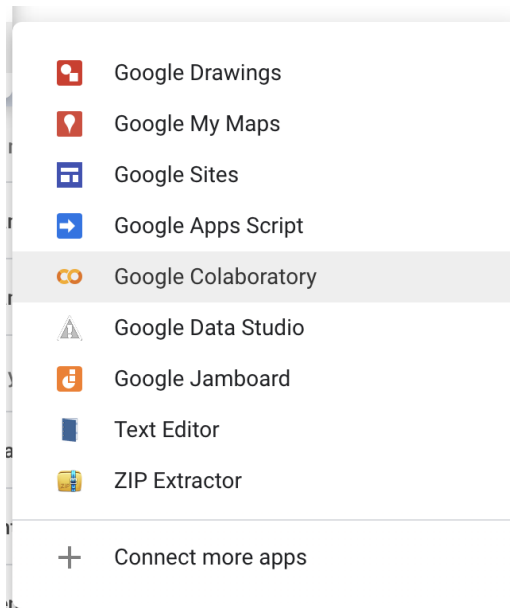 Google Drawings
Google My Maps
Google Sites
Google Apps Script
Google Colaboratory
Google Data Studio
Google Jamboard
Text Editor
ZIP Extractor
Connect more apps